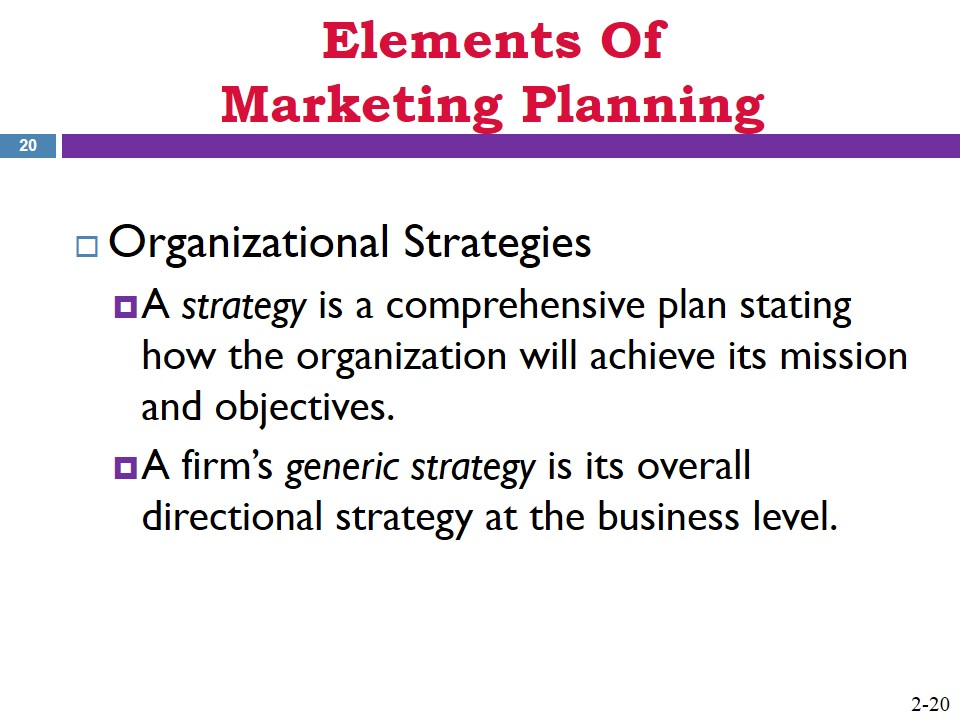 Elements Of
Marketing Planning
20
Organizational Strategies
A strategy is a comprehensive plan stating
how the organization will achieve its mission
and objectives.
A firm’s generic strategy is its overall
directional strategy at the business level.
2-20